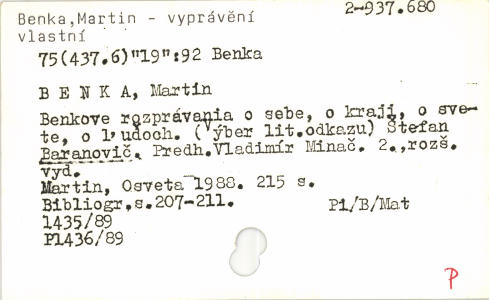 Benka,Martin - vyprávění
vlastní
2-937.680
75(437.6)"19":92 Benka
B E N K A, Martin
Benkove rozprávania o sebe, o kraji, o sve-
te, o l'udoch. (Výber lit.odkazu) Štefan
Baranovič. Predh.Vladimír Mináč. 2.,rozš.
vyd.
Martin, Osveta 1988. 215 s.
Bibliogr.s.207-211.
Pi/B/Mat
1435/89
P1436/89
P